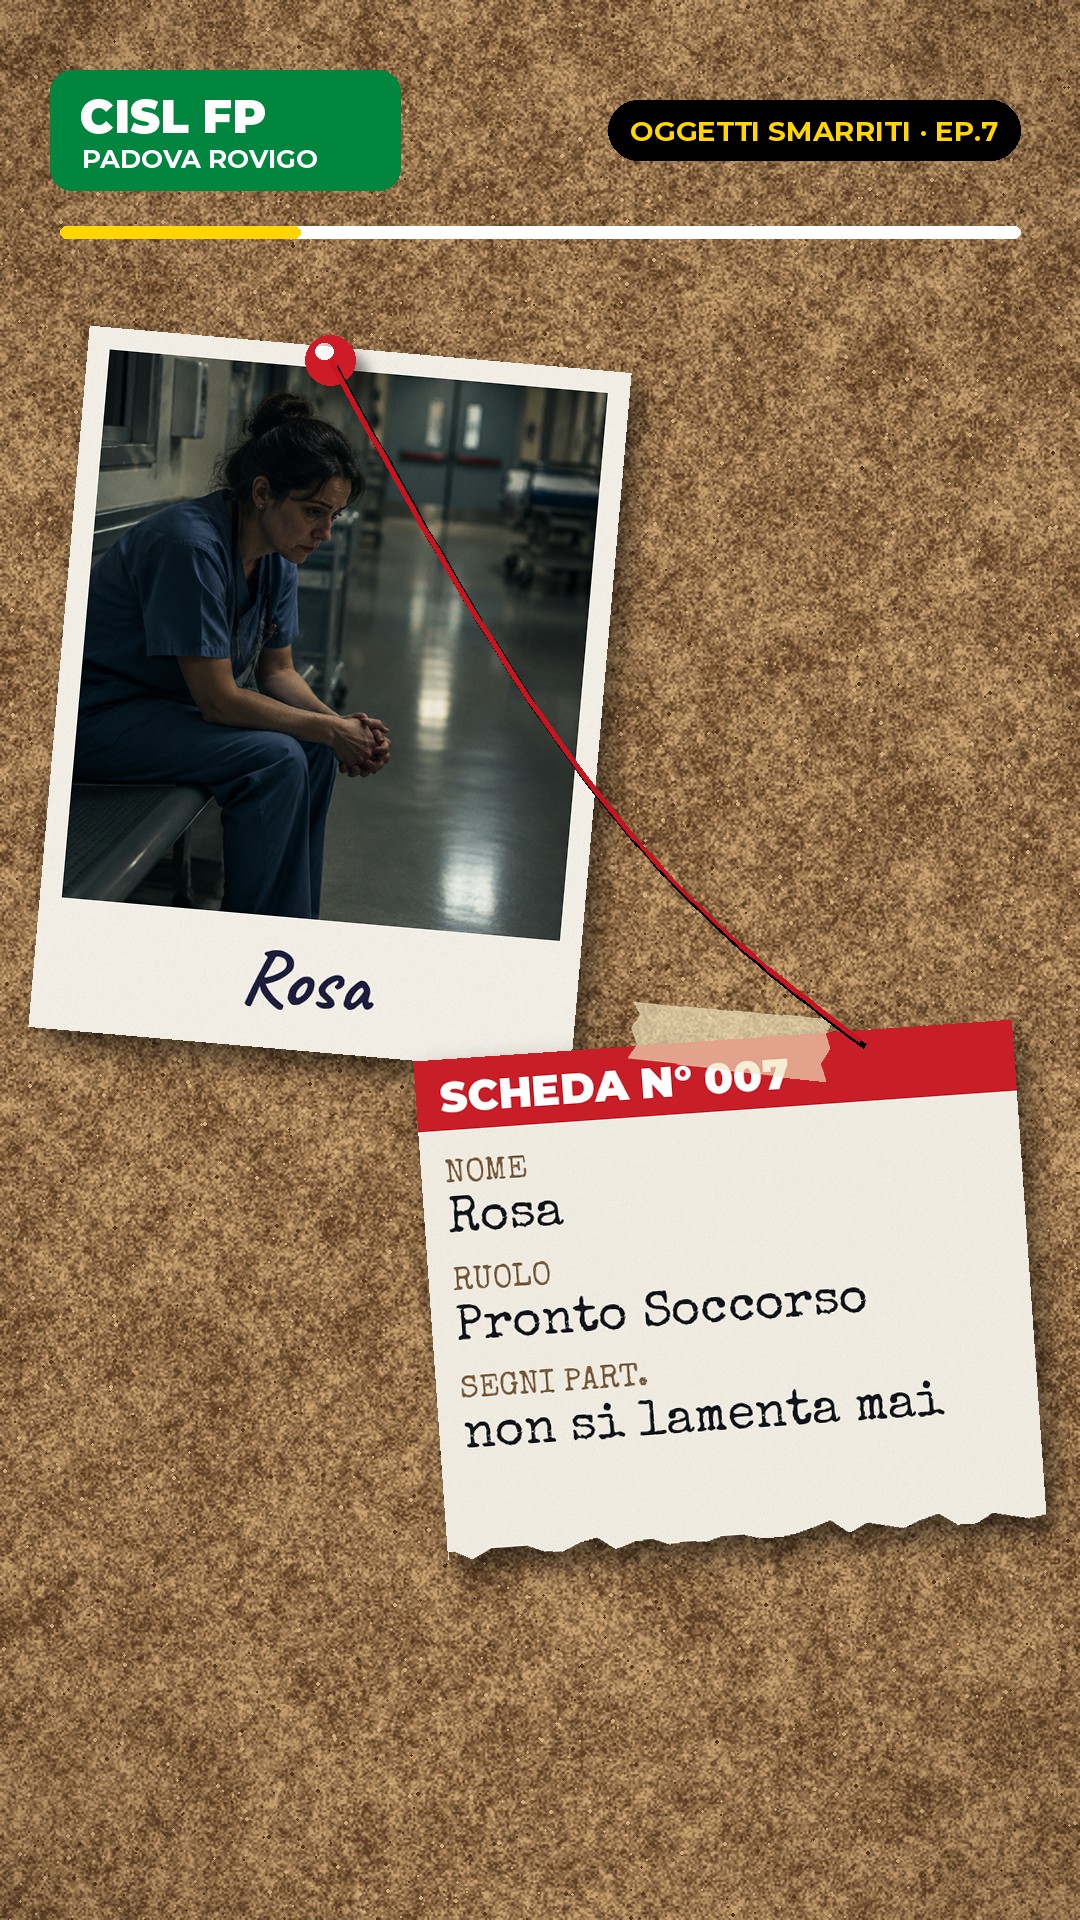 CISL FP
PADOVA ROVIGO
OGGETTI SMARRITI · EP.7
Rosa
SCHEDA N° 007
NOME
Rosa
RUOLO
Pronto Soccorso
SEGNI PART.
non si lamenta mai